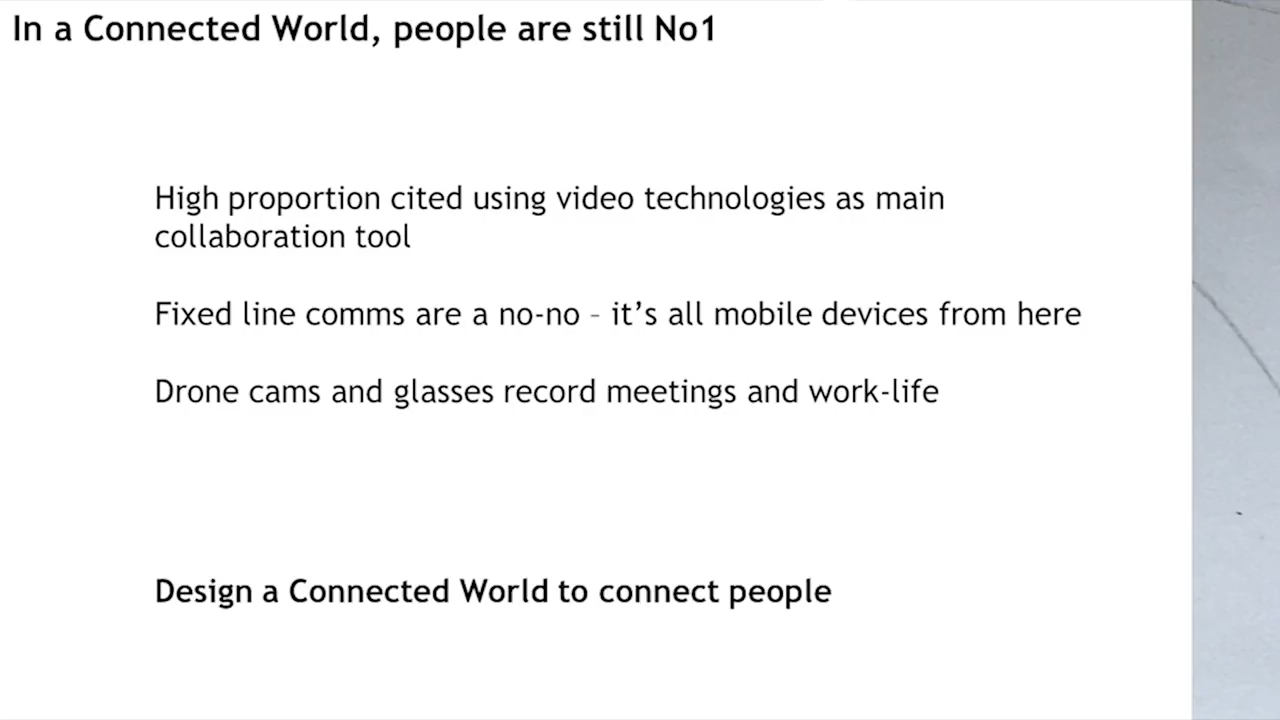 In a Connected World, people are still No1
High proportion cited using video technologies as main
collaboration tool
Fixed line comms are a no-no – it’s all mobile devices from here
Drone cams and glasses record meetings and work-life
Design a Connected World to connect people